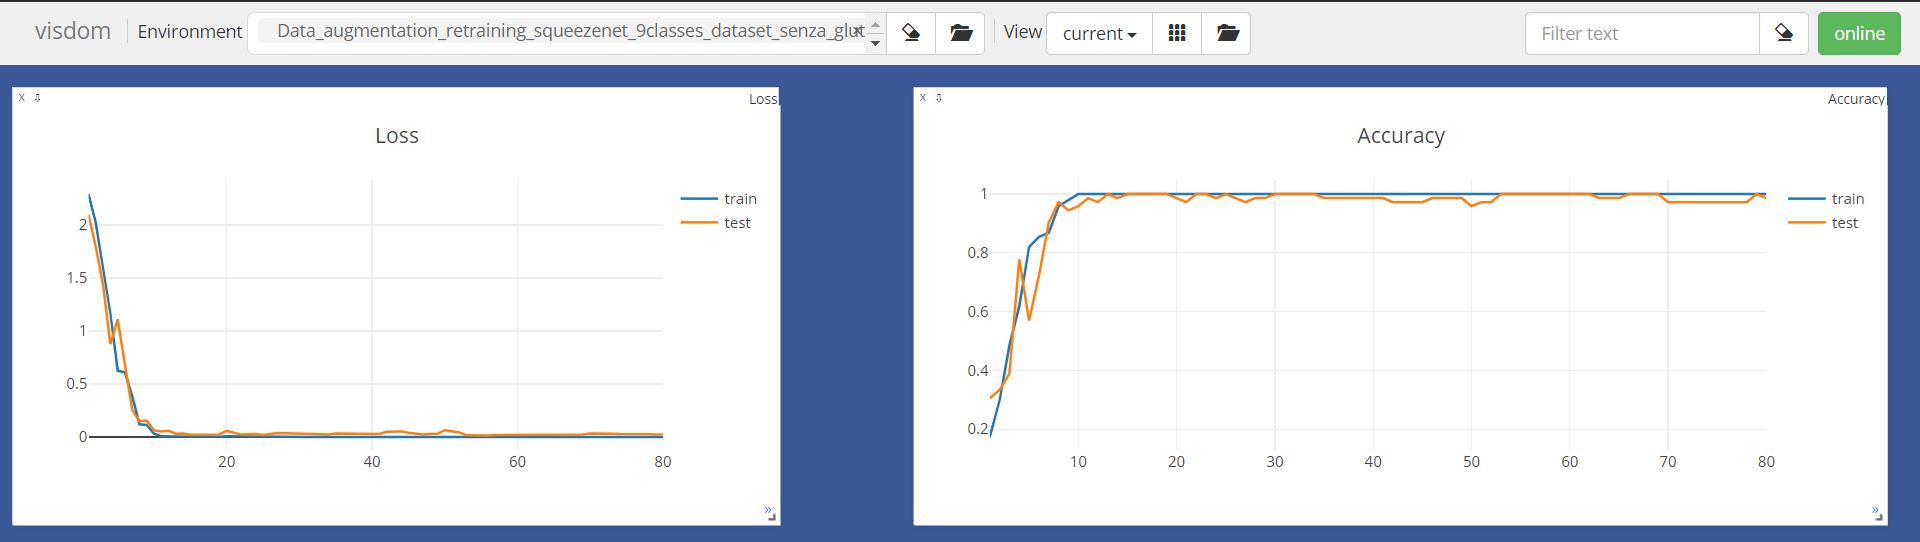 visdom Environment Data_augmentation_retraining_squeezenet_9classes_dataset_senza_glut View current Filter text online
x Loss
Loss
train
test
2
1.5
1
0.5
0
20 40 60 80
x Accuracy
Accuracy
train
test
1
0.8
0.6
0.4
0.2
10 20 30 40 50 60 70 80
» »